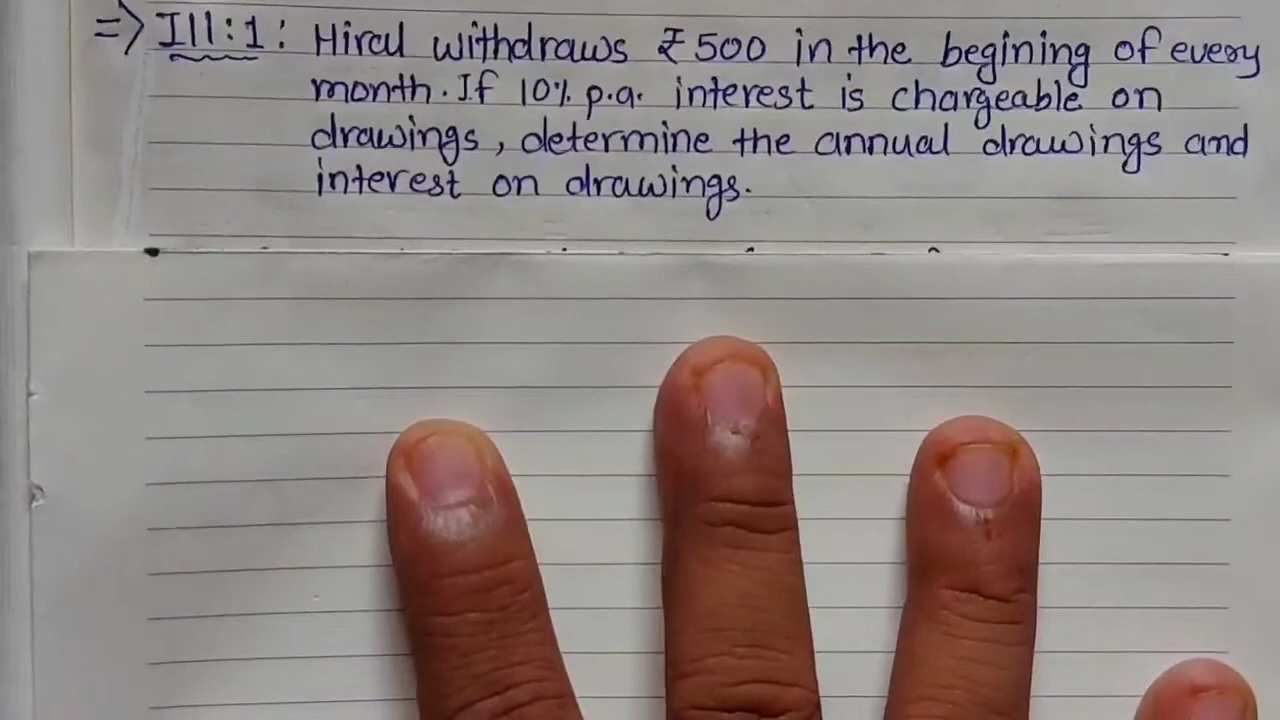 => Ill:1: Hiral withdraws ₹500 in the begining of every
month. If 10% p.a. interest is chargeable on
drawings, determine the annual drawings and
interest on drawings.